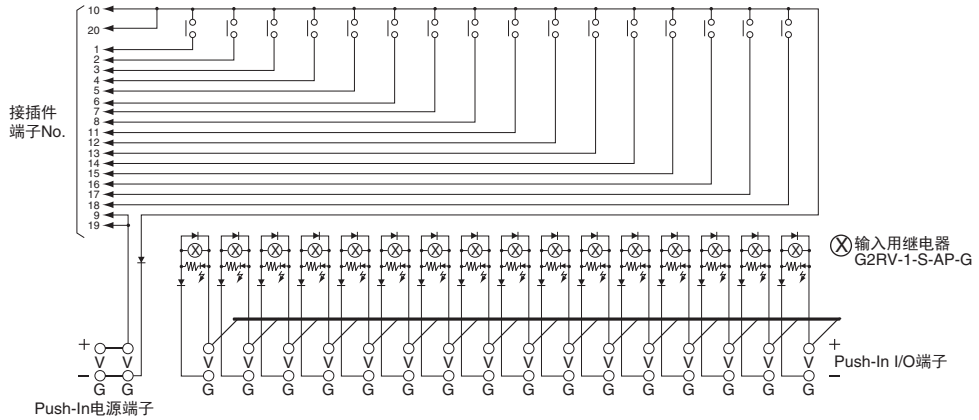 10
20
1
2
3
4
5
6
7
8
11
12
13
14
15
16
17
18
9
19
接插件
端子No.
X X X X X X X X X X X X X X X X
X 输入用继电器
G2RV-1-S-AP-G
+ V V V V V V V V V V V V V V V V V V +
− G G G G G G G G G G G G G G G G G G −
Push-In I/O端子
Push-In电源端子